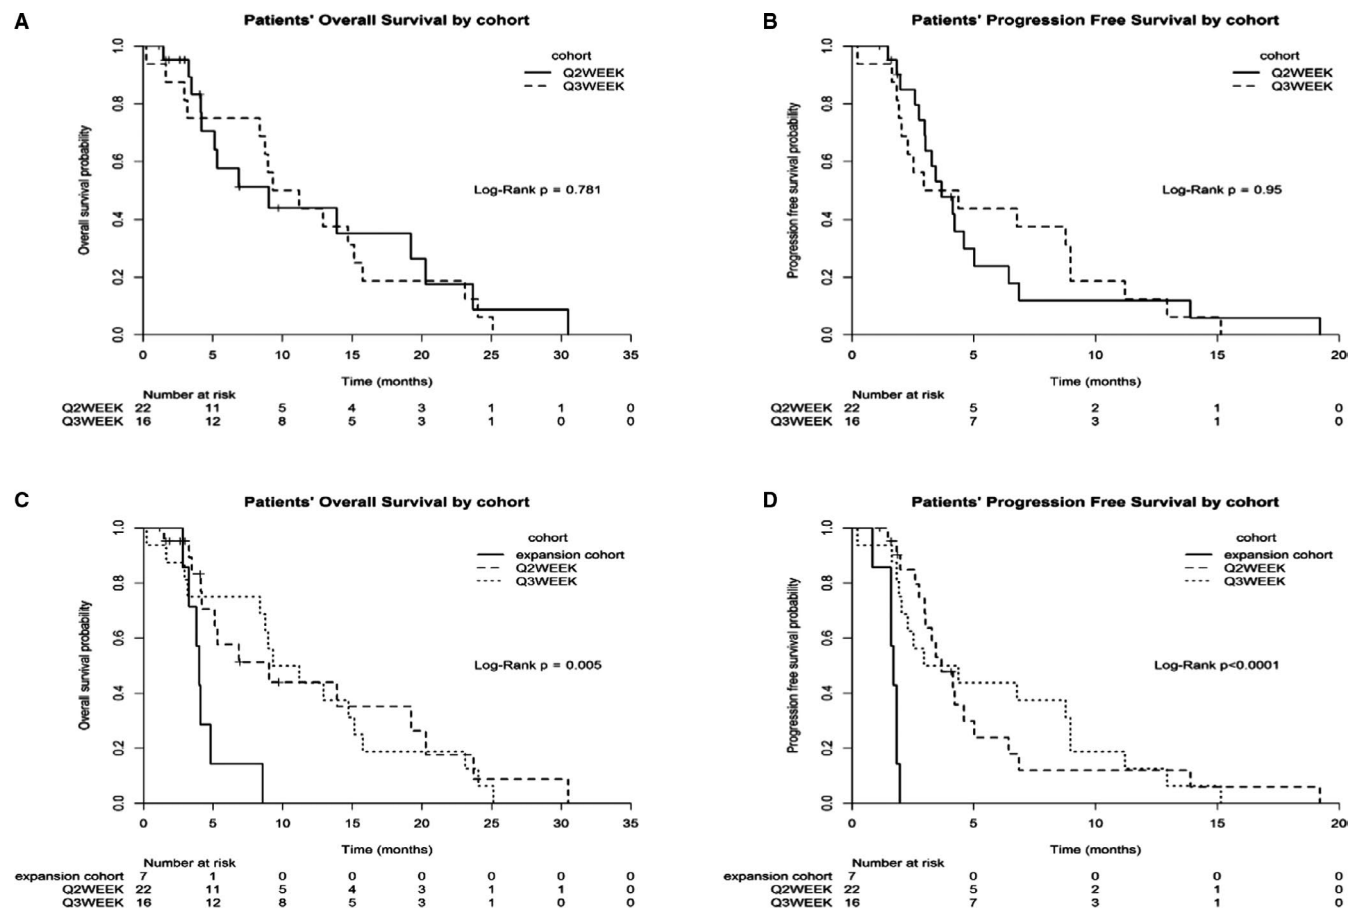 A
Patients' Overall Survival by cohort
cohort
Q2WEEK
Q3WEEK
Overall survival probability
1.0
0.8
0.6
0.4
0.2
0.0
Log-Rank p = 0.781
0 5 10 15 20 25 30 35
Time (months)
Number at risk
Q2WEEK 22 11 5 4 3 1 1 0
Q3WEEK 16 12 8 5 3 1 0 0
B
Patients' Progression Free Survival by cohort
cohort
Q2WEEK
Q3WEEK
Progression free survival probability
1.0
0.8
0.6
0.4
0.2
0.0
Log-Rank p = 0.95
0 5 10 15 20
Time (months)
Number at risk
Q2WEEK 22 5 2 1 0
Q3WEEK 16 7 3 1 0
C
Patients' Overall Survival by cohort
cohort
expansion cohort
Q2WEEK
Q3WEEK
Overall survival probability
1.0
0.8
0.6
0.4
0.2
0.0
Log-Rank p = 0.005
0 5 10 15 20 25 30 35
Time (months)
Number at risk
expansion cohort 7 1 0 0 0 0 0 0
Q2WEEK 22 11 5 4 3 1 1 0
Q3WEEK 16 12 8 5 3 1 0 0
D
Patients' Progression Free Survival by cohort
cohort
expansion cohort
Q2WEEK
Q3WEEK
Progression free survival probability
1.0
0.8
0.6
0.4
0.2
0.0
Log-Rank p<0.0001
0 5 10 15 20
Time (months)
Number at risk
expansion cohort 7 0 0 0 0
Q2WEEK 22 5 2 1 0
Q3WEEK 16 7 3 1 0